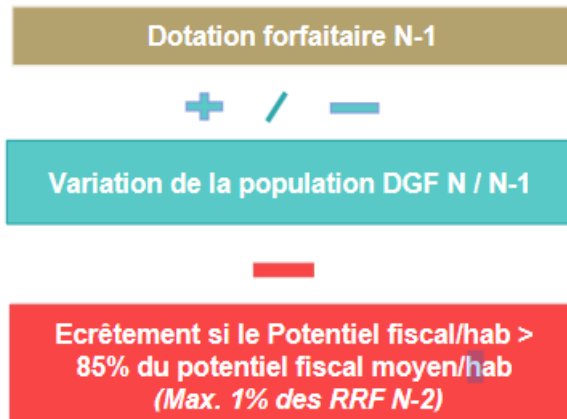 Dotation forfaitaire N-1
+ / −
Variation de la population DGF N / N-1
−
Ecrêtement si le Potentiel fiscal/hab >
85% du potentiel fiscal moyen/hab
(Max. 1% des RRF N-2)